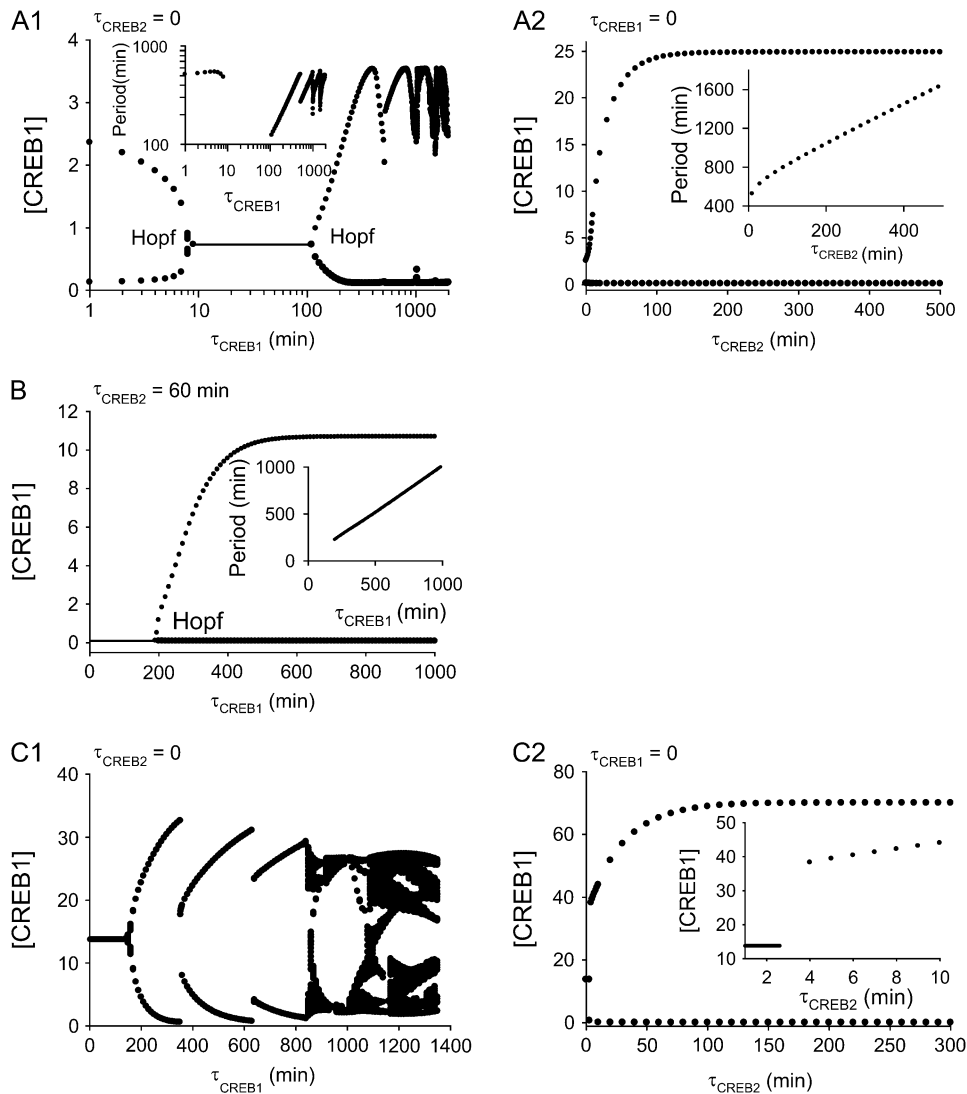 A1
τCREB2 = 0
[CREB1]
4
3
2
1
0
1 10 100 1000
τCREB1 (min)
Hopf
Hopf
Period(min)
1000
100
1 10 100 1000
τCREB1
A2
τCREB1 = 0
[CREB1]
25
20
15
10
5
0
0 100 200 300 400 500
τCREB2 (min)
Period (min)
1600
1200
800
400
0 200 400
τCREB2 (min)
B
τCREB2 = 60 min
[CREB1]
12
10
8
6
4
2
0
0 200 400 600 800 1000
τCREB1 (min)
Hopf
Period (min)
1000
500
0
0 500 1000
τCREB1 (min)
C1
τCREB2 = 0
[CREB1]
40
30
20
10
0
0 200 400 600 800 1000 1200 1400
τCREB1 (min)
C2
τCREB1 = 0
[CREB1]
80
60
40
20
0
0 50 100 150 200 250 300
τCREB2 (min)
[CREB1]
50
40
30
20
10
2 4 6 8 10
τCREB2 (min)